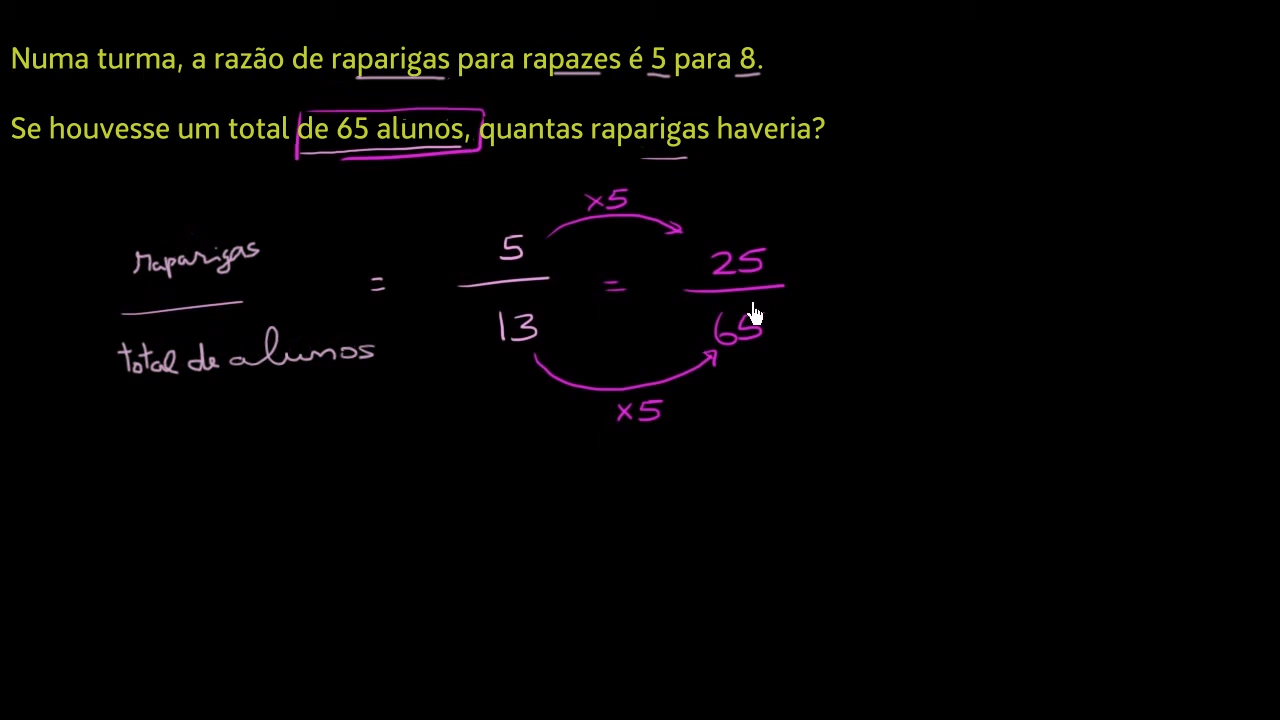 Numa turma, a razão de raparigas para rapazes é 5 para 8.
Se houvesse um total de 65 alunos, quantas raparigas haveria?
×5
raparigas
total de alunos
=
5
13
=
25
65
×5